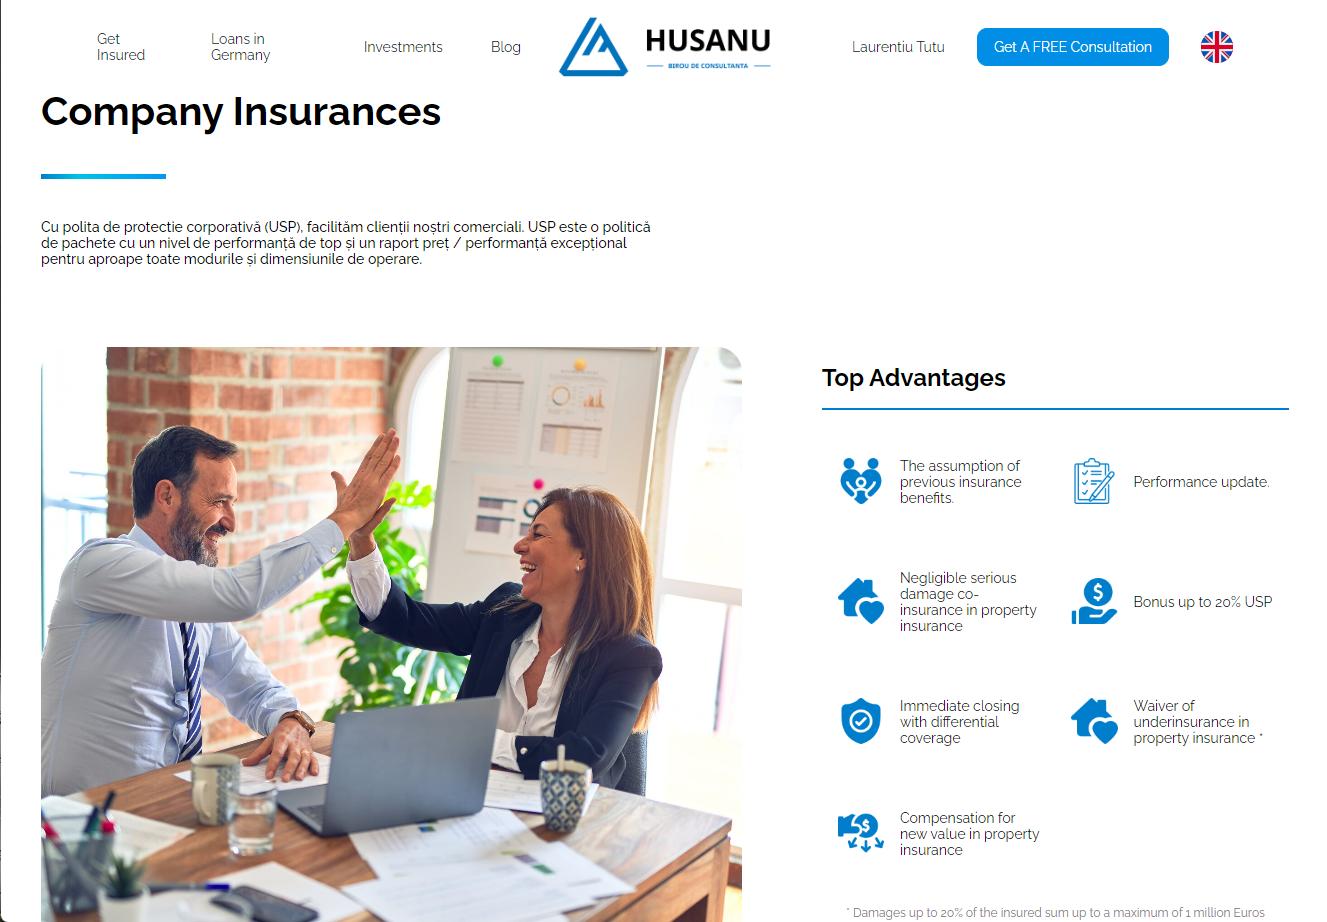 Get
Insured
Loans in
Germany
Investments
Blog
HUSANU
BIROU DE CONSULTANTA
Laurentiu Tutu
Get A FREE Consultation
Company Insurances
Cu polita de protectie corporativă (USP), facilităm clienții noștri comerciali. USP este o politică
de pachete cu un nivel de performanță de top și un raport preț / performanță excepțional
pentru aproape toate modurile și dimensiunile de operare.
Top Advantages
The assumption of
previous insurance
benefits.
Performance update.
Negligible serious
damage co-
insurance in property
insurance
Bonus up to 20% USP
Immediate closing
with differential
coverage
Waiver of
underinsurance in
property insurance *
Compensation for
new value in property
insurance
* Damages up to 20% of the insured sum up to a maximum of 1 million Euros